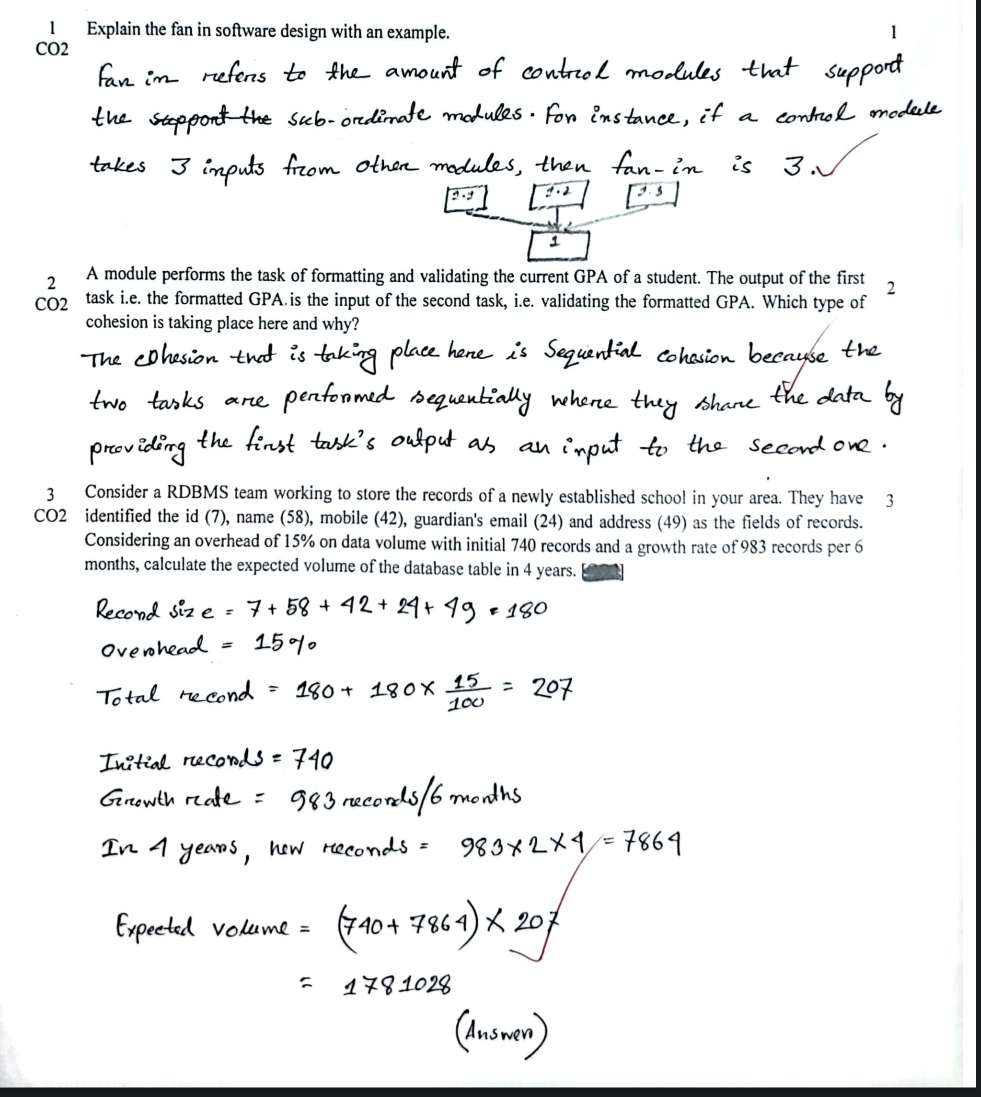 1 Explain the fan in software design with an example. 1
CO2
fan in refers to the amount of control modules that support
the support the sub-ordinate modules. For instance, if a control module
takes 3 inputs from other modules, then fan-in is 3.
1.1 1.2 1.3
1
2 A module performs the task of formatting and validating the current GPA of a student. The output of the first 2
CO2 task i.e. the formatted GPA. is the input of the second task, i.e. validating the formatted GPA. Which type of
cohesion is taking place here and why?
The cohesion that is taking place here is Sequential cohesion because the
two tasks are performed sequentially where they share the data by
providing the first task's output as an input to the second one.
3 Consider a RDBMS team working to store the records of a newly established school in your area. They have 3
CO2 identified the id (7), name (58), mobile (42), guardian's email (24) and address (49) as the fields of records.
Considering an overhead of 15% on data volume with initial 740 records and a growth rate of 983 records per 6
months, calculate the expected volume of the database table in 4 years.
Record size = 7 + 58 + 42 + 24 + 49 = 180
Overhead = 15%
Total record = 180 + 180 × 15/100 = 207
Initial records = 740
Growth rate = 983 records/6 months
In 4 years, new records = 983×2×4 = 7864
Expected volume = (740 + 7864) × 207
= 1781028
(Answer)